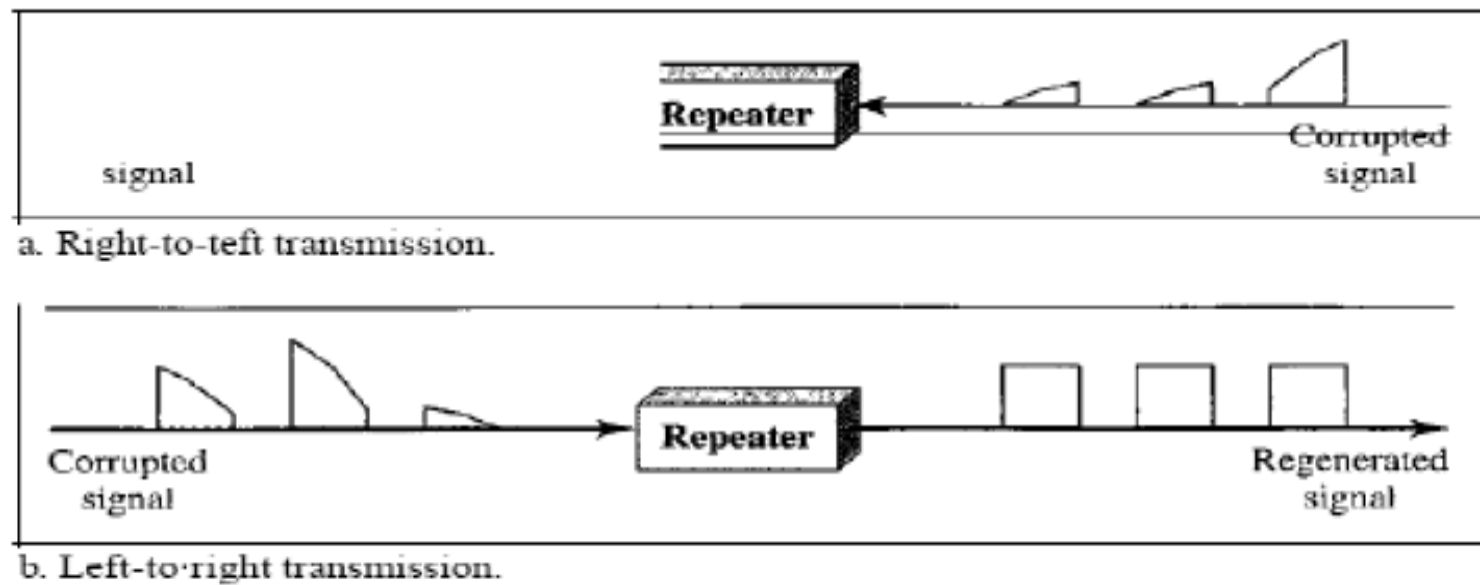 Repeater
Corrupted
signal
signal
a. Right-to-teft transmission.
Repeater
Corrupted
signal
Regenerated
signal
b. Left-to·right transmission.